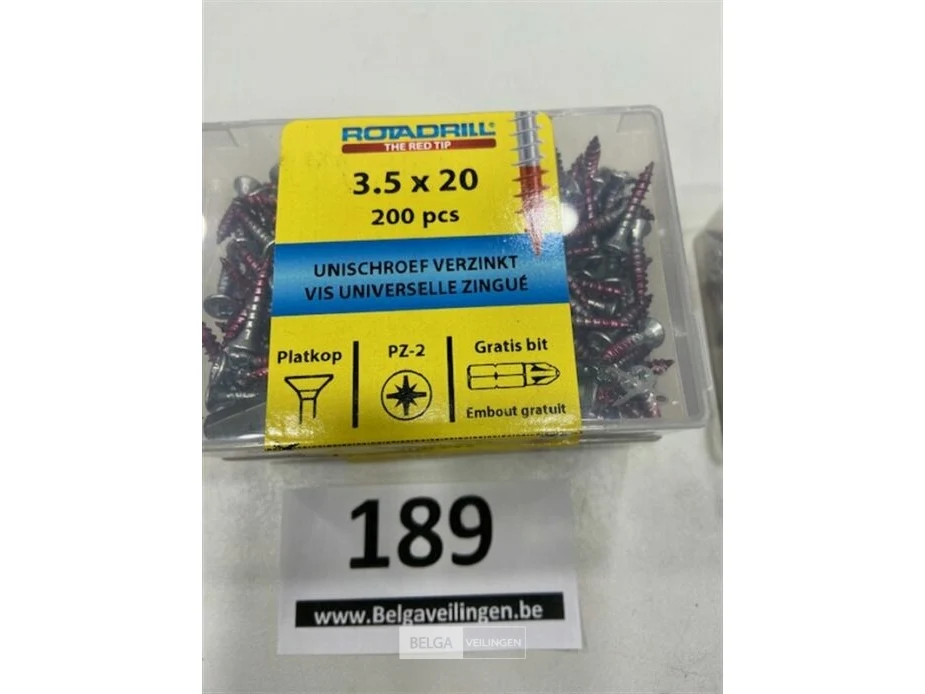 ROTADRILL®
THE RED TIP
3.5 x 20
200 pcs
UNISCHROEF VERZINKT
VIS UNIVERSELLE ZINGUÉ
Platkop
PZ-2
Gratis bit
Embout gratuit
189
www.Belgaveilingen.be
BELGA VEILINGEN